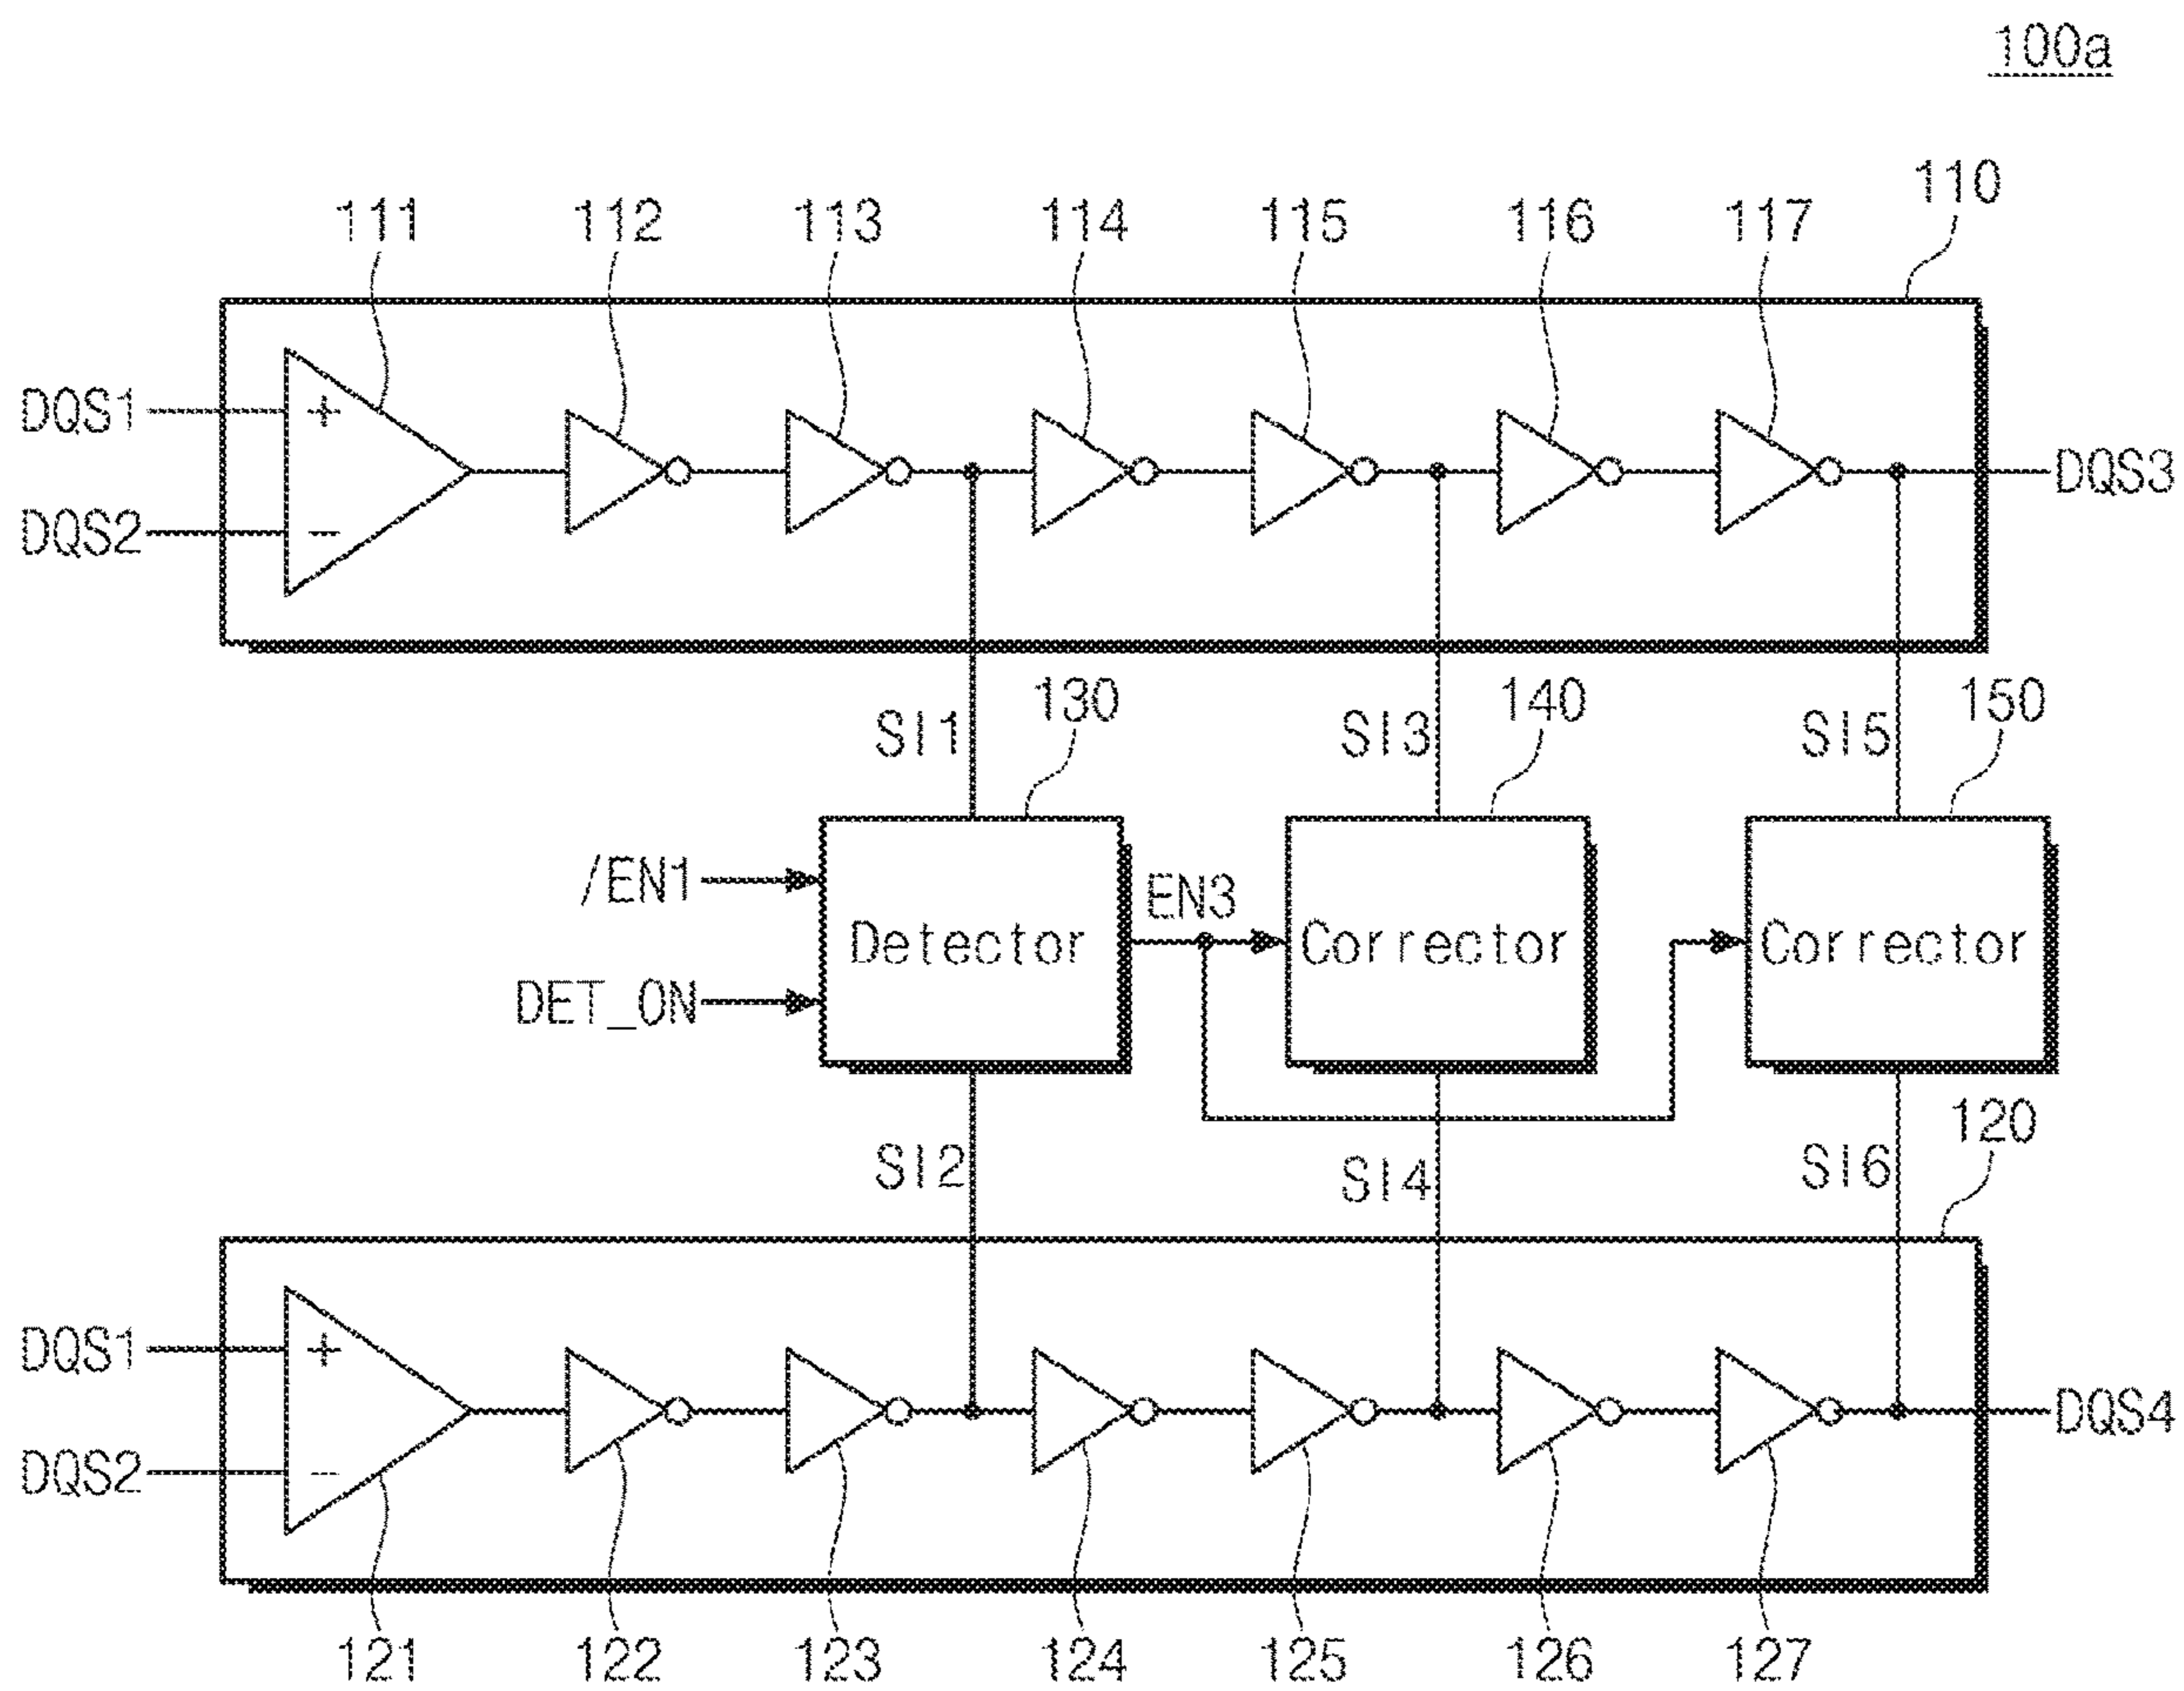 100a
110
111 112 113 114 115 116 117
DQS1 +
DQS3
DQS2 −
130 140 150
SI1 SI3 SI5
/EN1
EN3
Detector Corrector Corrector
DET_ON
120
SI2 SI4 SI6
DQS1 +
DQS4
DQS2 −
121 122 123 124 125 126 127